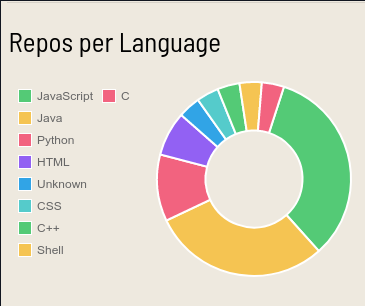 Repos per Language
JavaScript C
Java
Python
HTML
Unknown
CSS
C++
Shell